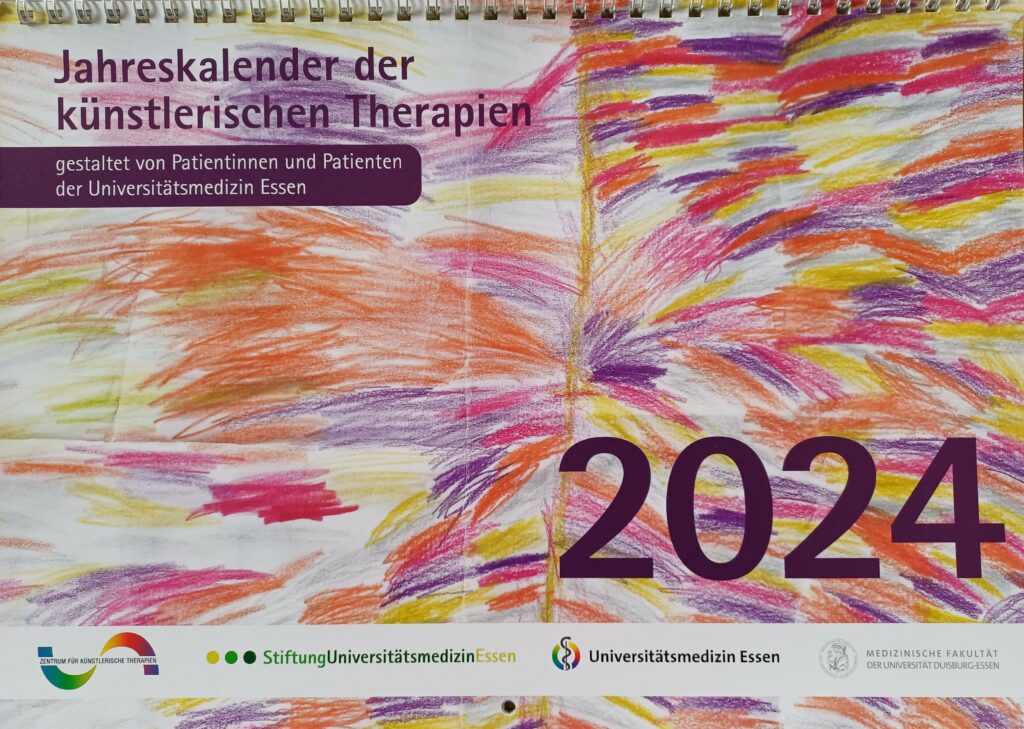 Jahreskalender der
künstlerischen Therapien
gestaltet von Patientinnen und Patienten
der Universitätsmedizin Essen
2024
ZENTRUM FÜR KÜNSTLERISCHE THERAPIEN
StiftungUniversitätsmedizinEssen
Universitätsmedizin Essen
MEDIZINISCHE FAKULTÄT
DER UNIVERSITÄT DUISBURG-ESSEN